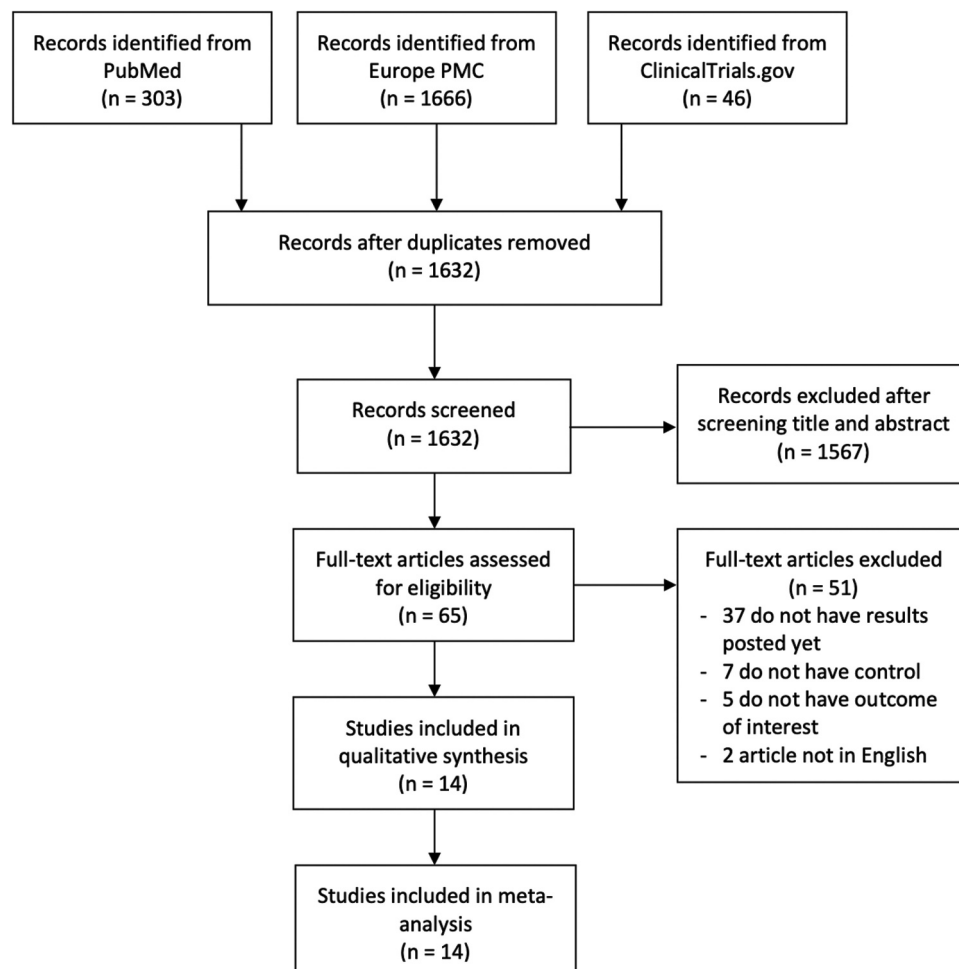 Records identified from
PubMed
(n = 303)
Records identified from
Europe PMC
(n = 1666)
Records identified from
ClinicalTrials.gov
(n = 46)
Records after duplicates removed
(n = 1632)
Records screened
(n = 1632)
Records excluded after
screening title and abstract
(n = 1567)
Full-text articles assessed
for eligibility
(n = 65)
Full-text articles excluded
(n = 51)
- 37 do not have results
posted yet
- 7 do not have control
- 5 do not have outcome
of interest
- 2 article not in English
Studies included in
qualitative synthesis
(n = 14)
Studies included in meta-
analysis
(n = 14)